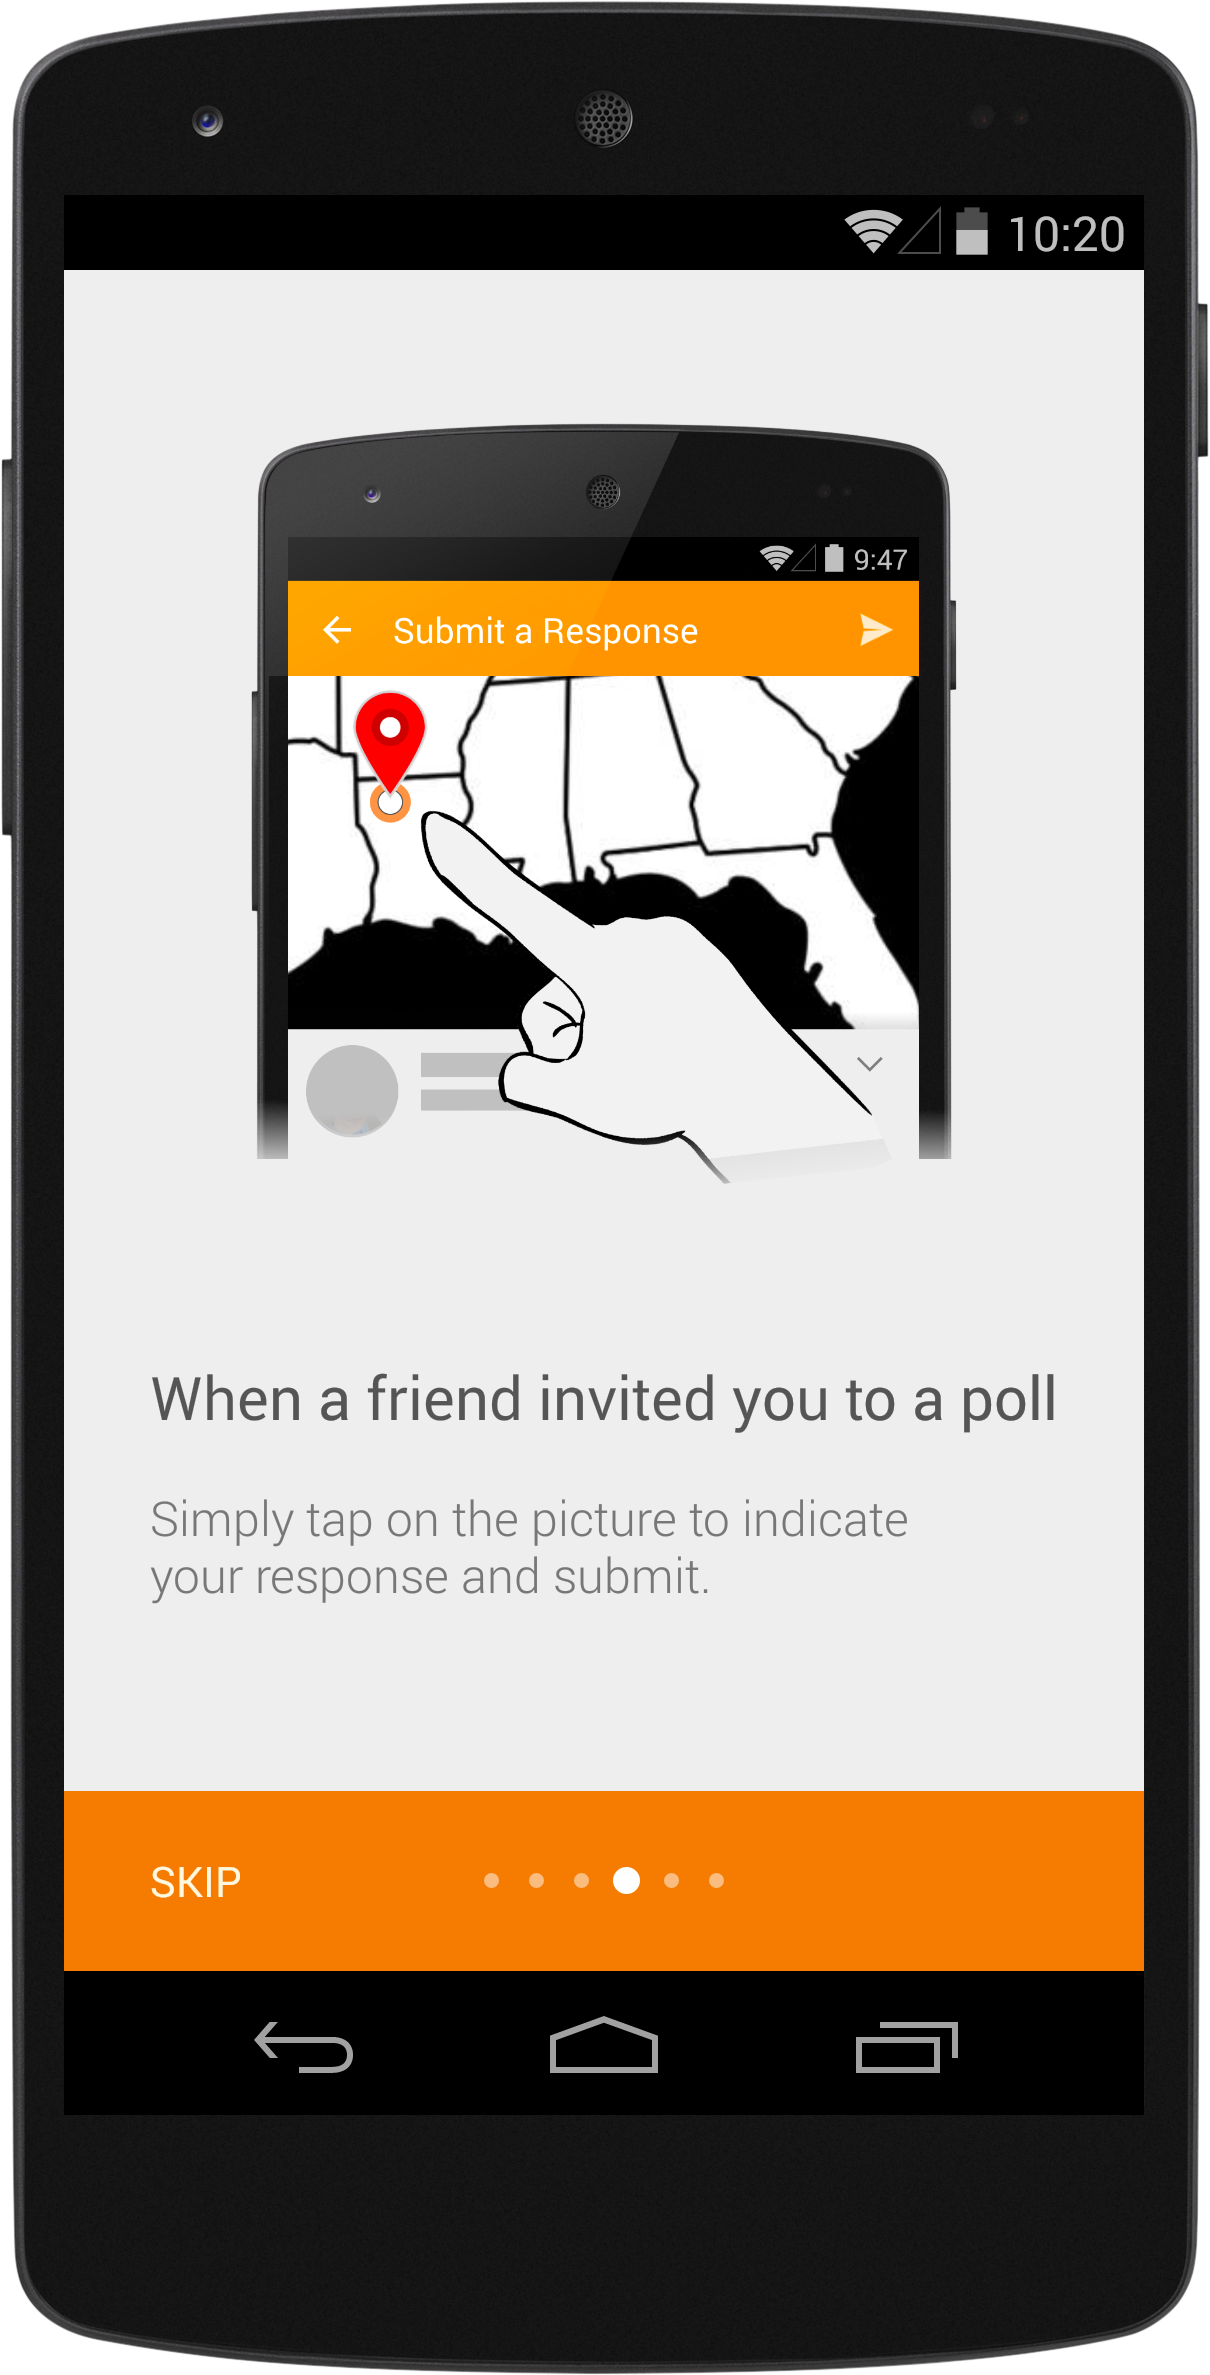 10:20
9:47
Submit a Response
When a friend invited you to a poll
Simply tap on the picture to indicate
your response and submit.
SKIP